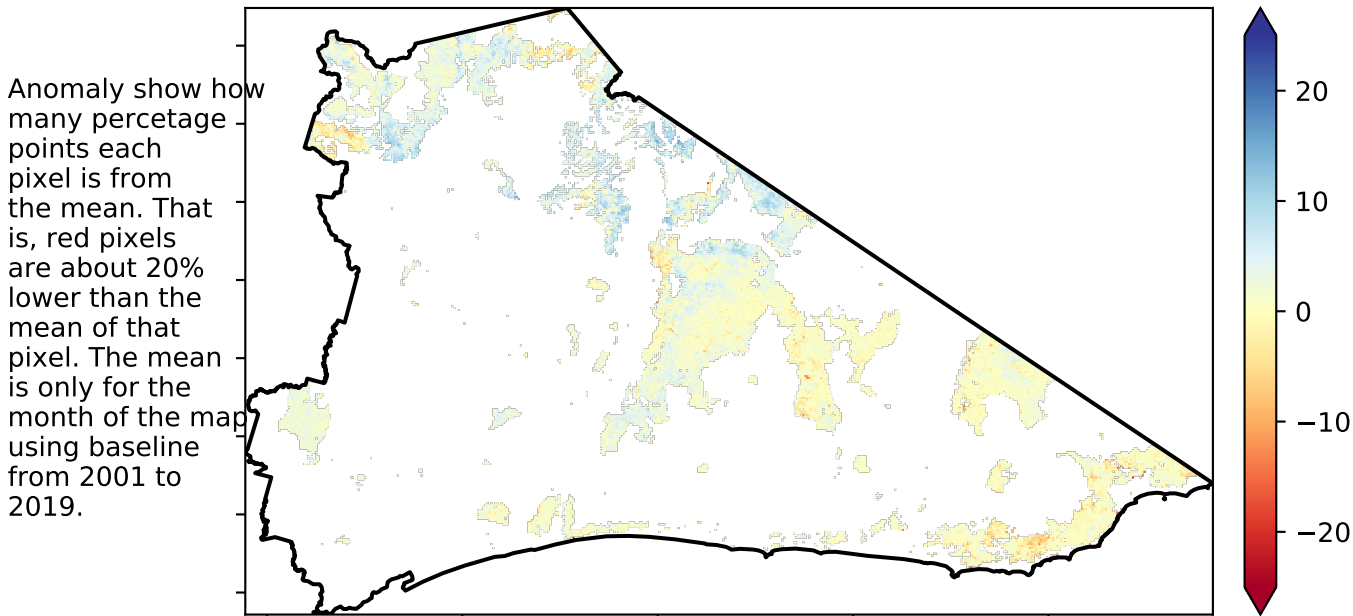 Anomaly show how
many percetage
points each
pixel is from
the mean. That
is, red pixels
are about 20%
lower than the
mean of that
pixel. The mean
is only for the
month of the map
using baseline
from 2001 to
2019.
20
10
0
−10
−20